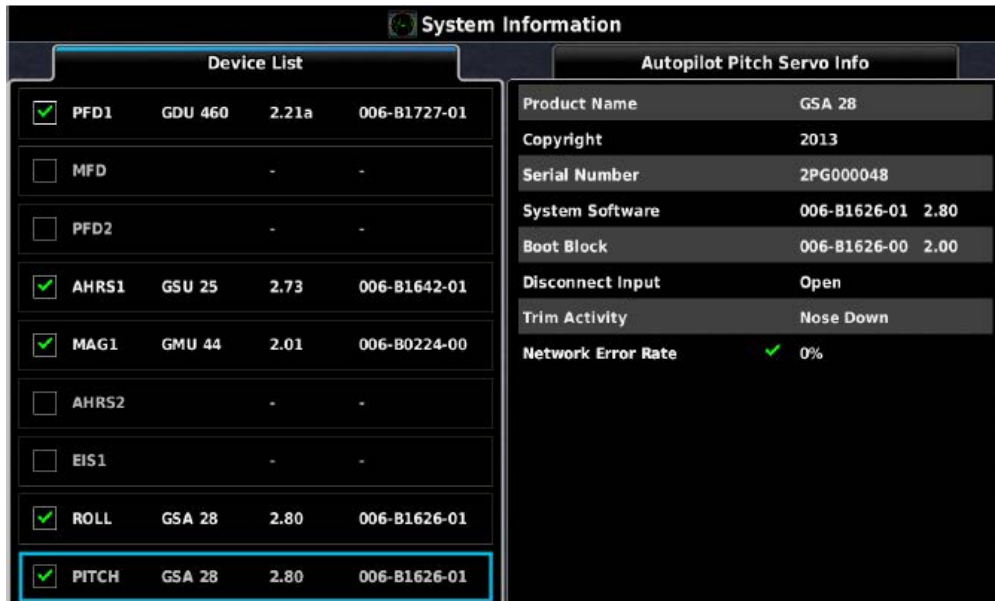 System Information
Device List
PFD1 GDU 460 2.21a 006-B1727-01
MFD - -
PFD2 - -
AHRS1 GSU 25 2.73 006-B1642-01
MAG1 GMU 44 2.01 006-B0224-00
AHRS2 - -
EIS1 - -
ROLL GSA 28 2.80 006-B1626-01
PITCH GSA 28 2.80 006-B1626-01
Autopilot Pitch Servo Info
Product Name GSA 28
Copyright 2013
Serial Number 2PG000048
System Software 006-B1626-01 2.80
Boot Block 006-B1626-00 2.00
Disconnect Input Open
Trim Activity Nose Down
Network Error Rate 0%